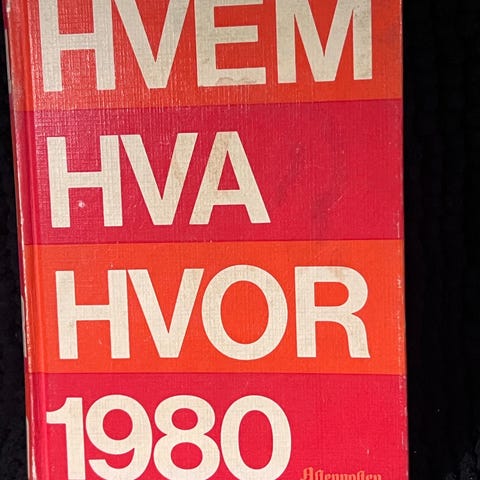 HVEM
HVA
HVOR
1980
Aftenposten